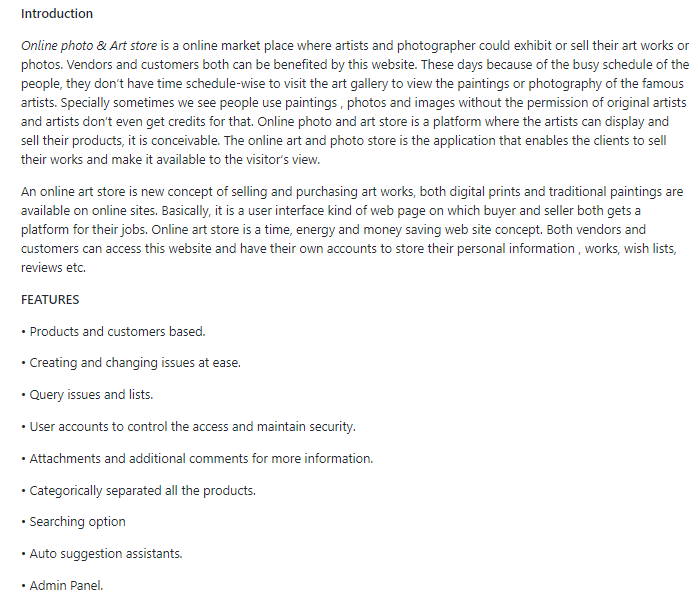 Introduction
Online photo & Art store is a online market place where artists and photographer could exhibit or sell their art works or
photos. Vendors and customers both can be benefited by this website. These days because of the busy schedule of the
people, they don't have time schedule-wise to visit the art gallery to view the paintings or photography of the famous
artists. Specially sometimes we see people use paintings , photos and images without the permission of original artists
and artists don't even get credits for that. Online photo and art store is a platform where the artists can display and
sell their products, it is conceivable. The online art and photo store is the application that enables the clients to sell
their works and make it available to the visitor's view.
An online art store is new concept of selling and purchasing art works, both digital prints and traditional paintings are
available on online sites. Basically, it is a user interface kind of web page on which buyer and seller both gets a
platform for their jobs. Online art store is a time, energy and money saving web site concept. Both vendors and
customers can access this website and have their own accounts to store their personal information , works, wish lists,
reviews etc.
FEATURES
• Products and customers based.
• Creating and changing issues at ease.
• Query issues and lists.
• User accounts to control the access and maintain security.
• Attachments and additional comments for more information.
• Categorically separated all the products.
• Searching option
• Auto suggestion assistants.
• Admin Panel.